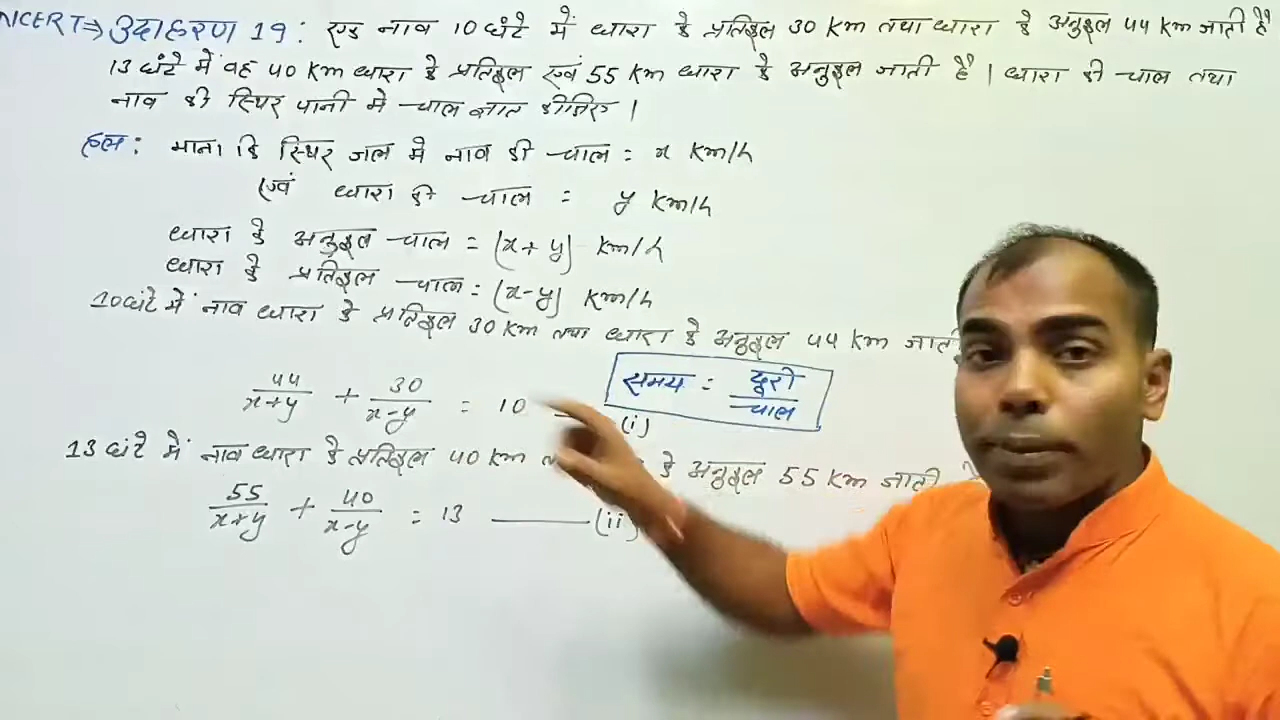 NCERT⇒ उदाहरण 19 : एक नाव 10 घंटे में धारा के प्रतिकूल 30 Km तथा धारा के अनुकूल 44 Km जाती है
13 घंटे में वह 40 Km धारा के प्रतिकूल एवं 55 Km धारा के अनुकूल जाती है । धारा की चाल तथा
नाव की स्थिर पानी में चाल ज्ञात कीजिए ।
हल : माना कि स्थिर जल में नाव की चाल = x Km/h
एवं धारा की चाल = y Km/h
धारा के अनुकूल चाल = (x+y) Km/h
धारा के प्रतिकूल चाल = (x-y) Km/h
10 घंटे में नाव धारा के प्रतिकूल 30 Km तथा धारा के अनुकूल 44 Km जाती
44/(x+y) + 30/(x-y) = 10 — (i)
समय = दूरी/चाल
13 घंटे में नाव धारा के प्रतिकूल 40 Km के अनुकूल 55 Km जाती
55/(x+y) + 40/(x-y) = 13 — (ii)